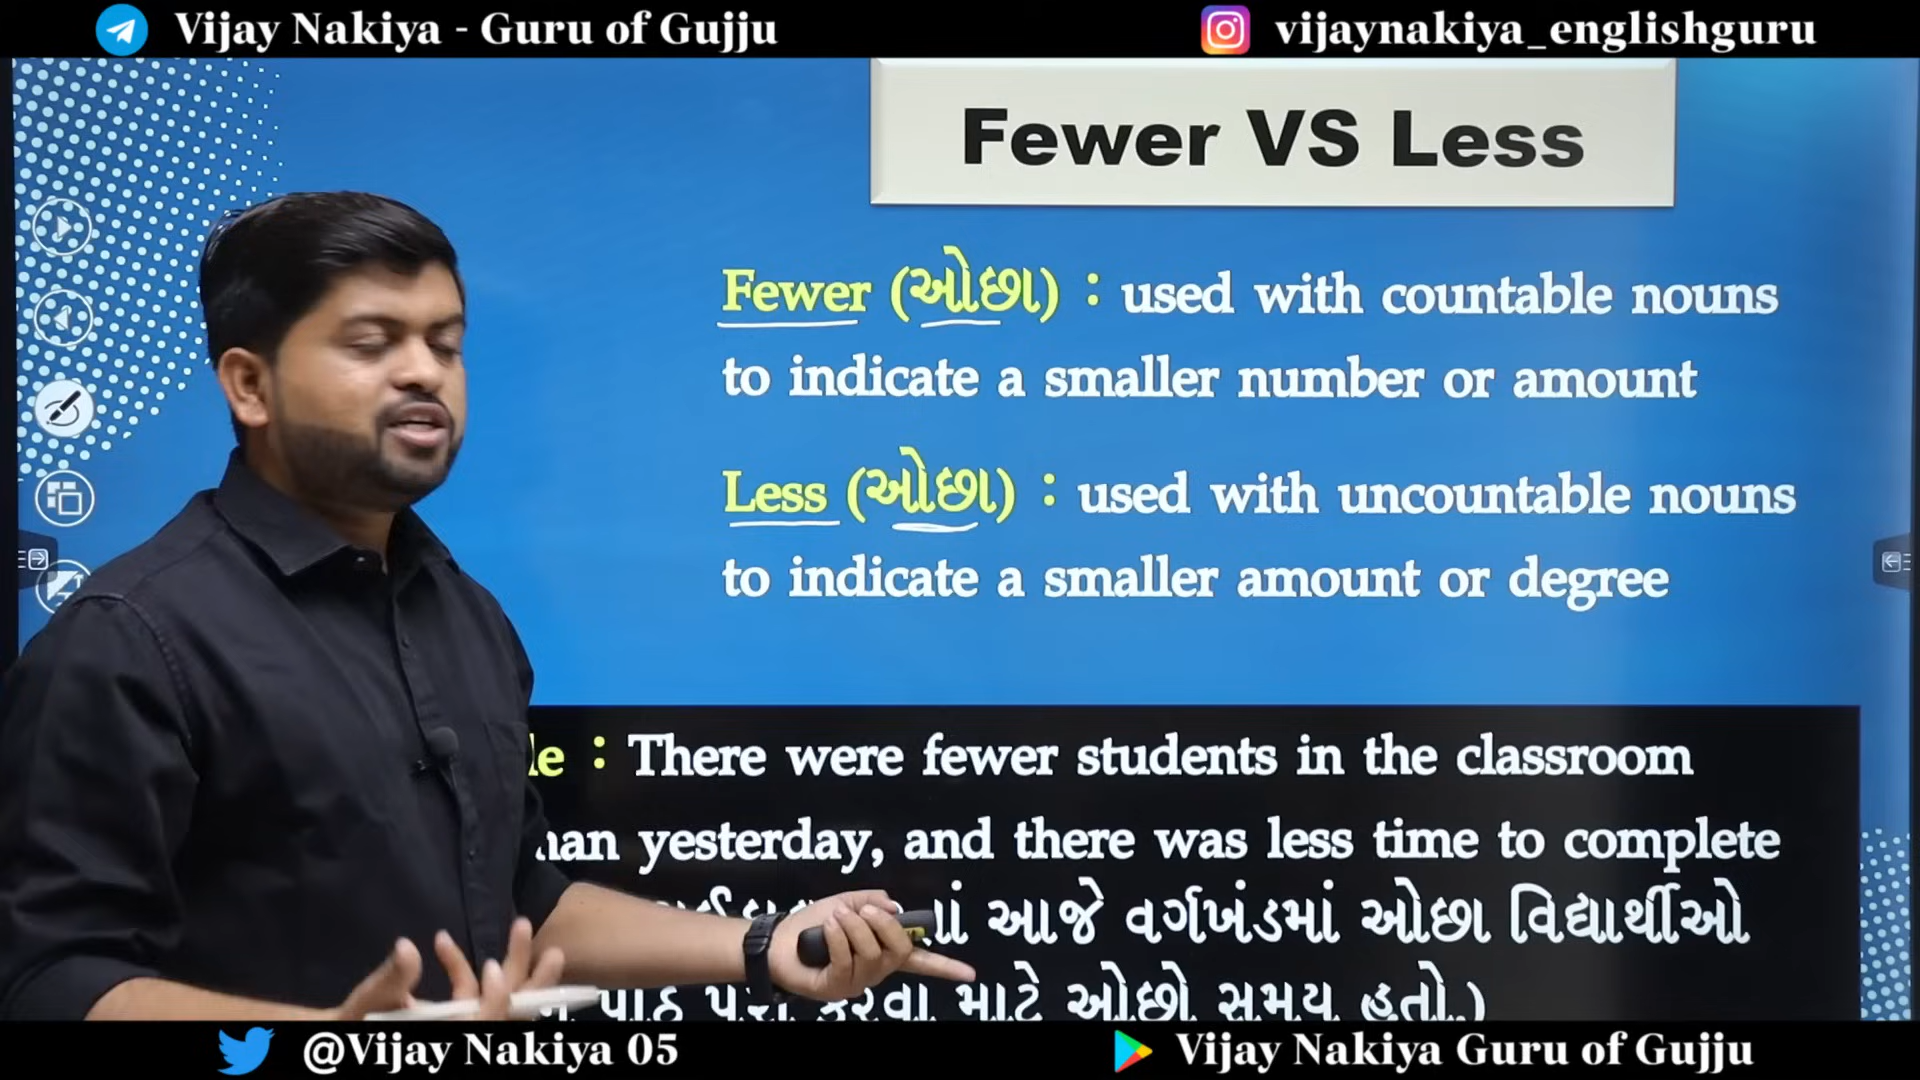 Vijay Nakiya - Guru of Gujju
vijaynakiya_englishguru
Fewer VS Less
Fewer (ઓછા) : used with countable nouns
to indicate a smaller number or amount
Less (ઓછા) : used with uncountable nouns
to indicate a smaller amount or degree
: There were fewer students in the classroom
yesterday, and there was less time to complete
આજે વર્ગખંડમાં ઓછા વિદ્યાર્થીઓ
પાઠ પૂરો કરવા માટે ઓછો સમય હતો.)
@Vijay Nakiya 05
Vijay Nakiya Guru of Gujju